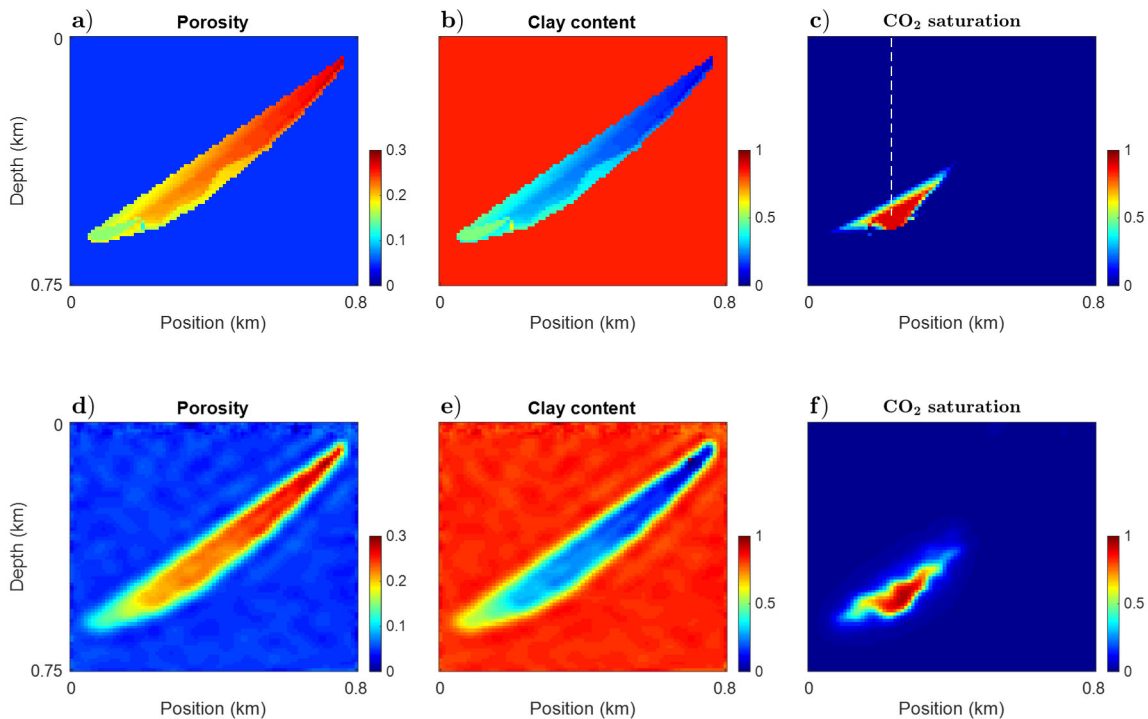 a) Porosity
b) Clay content
c) CO₂ saturation
0
Depth (km)
0.75
0
0.8
Position (km)
0.3
0.2
0.1
0
0
0.8
Position (km)
1
0.5
0
0
0.8
Position (km)
1
0.5
0
d) Porosity
e) Clay content
f) CO₂ saturation
0
Depth (km)
0.75
0
0.8
Position (km)
0.3
0.2
0.1
0
0
0.8
Position (km)
1
0.5
0
0
0.8
Position (km)
1
0.5
0